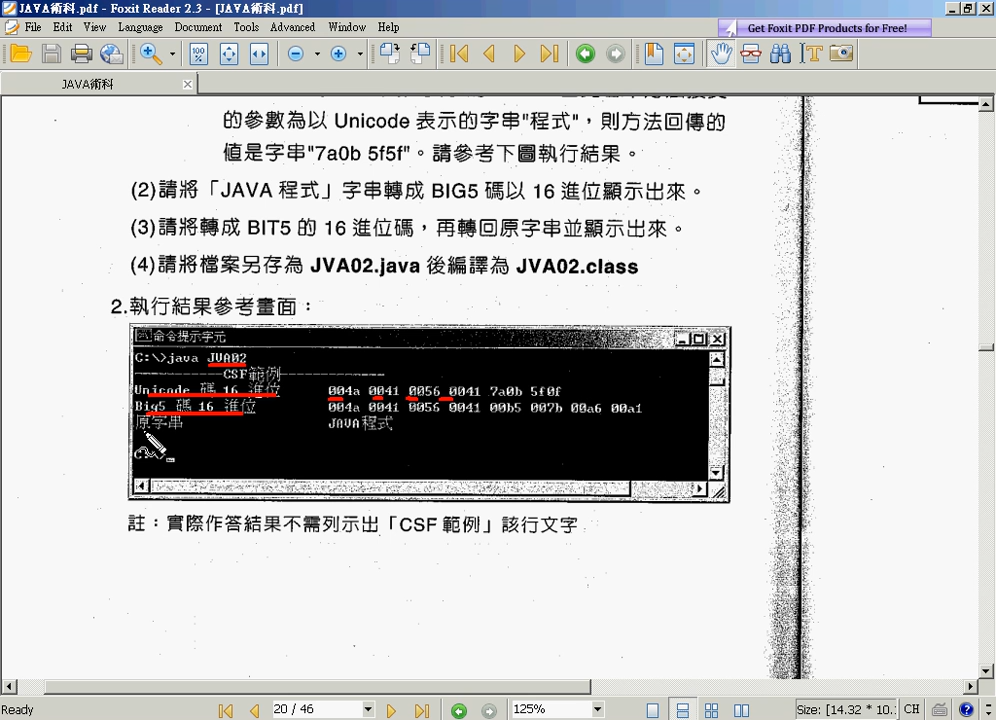 JAVA術科.pdf - Foxit Reader 2.3 - [JAVA術科.pdf]
File Edit View Language Document Tools Advanced Window Help
Get Foxit PDF Products for Free!
JAVA術科
的參數為以 Unicode 表示的字串"程式"，則方法回傳的
值是字串"7a0b 5f5f"。請參考下圖執行結果。
(2)請將「JAVA 程式」字串轉成 BIG5 碼以 16 進位顯示出來。
(3)請將轉成 BIT5 的 16 進位碼，再轉回原字串並顯示出來。
(4)請將檔案另存為 JVA02.java 後編譯為 JVA02.class
2.執行結果參考畫面：
命令提示字元
C:\>java JVA02
CSF範例
Unicode 碼 16 進位 004a 0041 0056 0041 7a0b 5f0f
Big5 碼 16 進位 004a 0041 0056 0041 00b5 007b 00a6 00a1
原字串 JAVA程式
註：實際作答結果不需列示出「CSF 範例」該行文字
Ready 20 / 46 125% Size: [14.32 * 10. CH